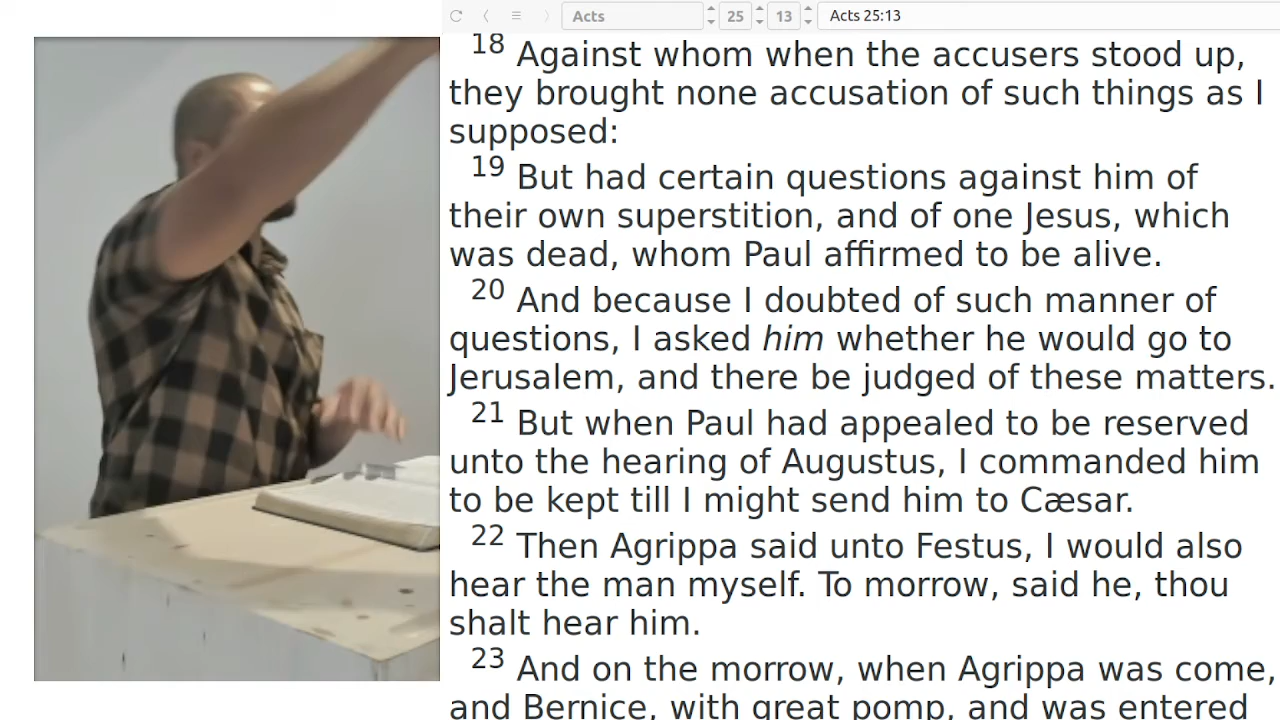 Acts 25 13 Acts 25:13
18 Against whom when the accusers stood up,
they brought none accusation of such things as I
supposed:
19 But had certain questions against him of
their own superstition, and of one Jesus, which
was dead, whom Paul affirmed to be alive.
20 And because I doubted of such manner of
questions, I asked him whether he would go to
Jerusalem, and there be judged of these matters.
21 But when Paul had appealed to be reserved
unto the hearing of Augustus, I commanded him
to be kept till I might send him to Cæsar.
22 Then Agrippa said unto Festus, I would also
hear the man myself. To morrow, said he, thou
shalt hear him.
23 And on the morrow, when Agrippa was come,
and Bernice, with great pomp, and was entered